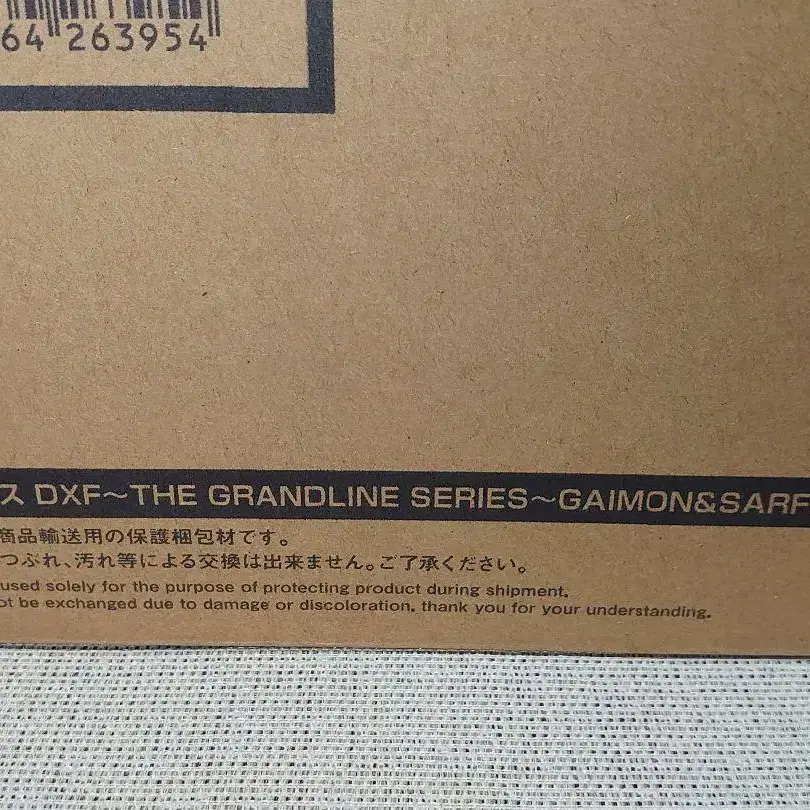 64 263954
ス DXF～THE GRANDLINE SERIES～GAIMON&SARF
商品輸送用の保護梱包材です。
つぶれ、汚れ等による交換は出来ません。ご了承ください。
used solely for the purpose of protecting product during shipment.
ot be exchanged due to damage or discoloration. thank you for your understanding.